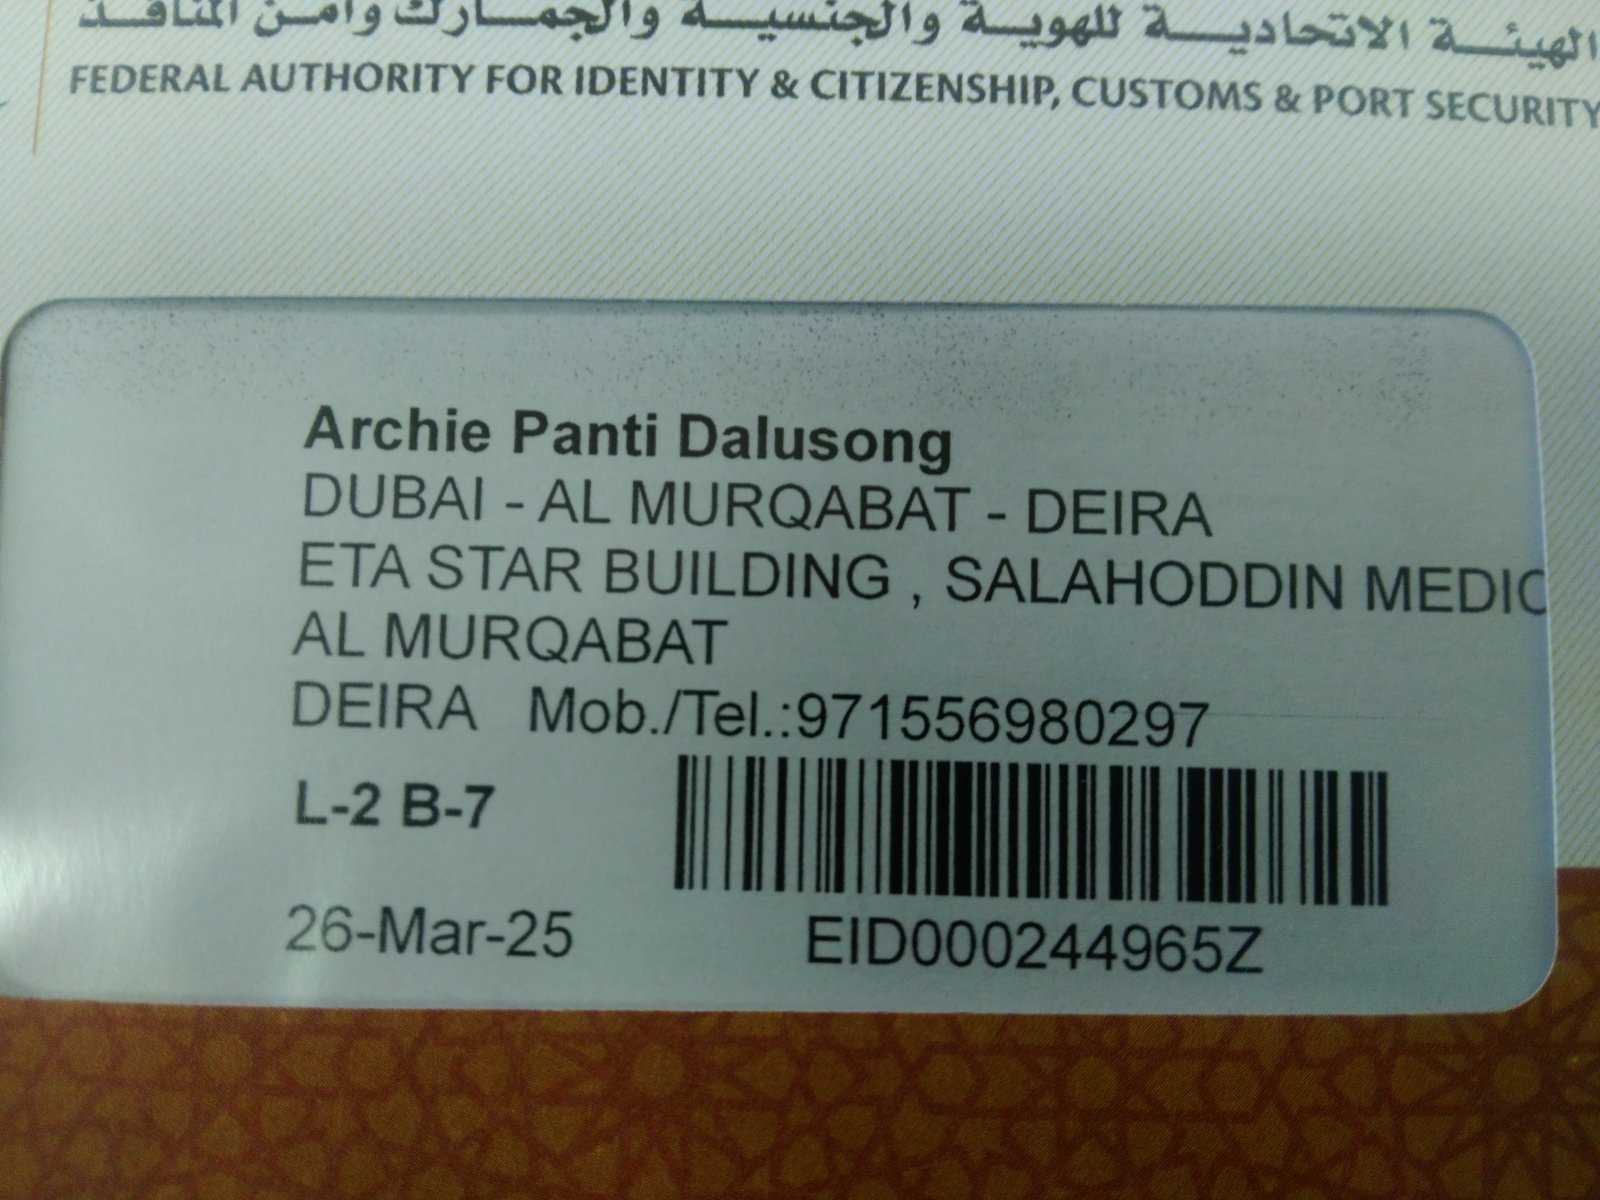 الهيئة الاتحادية للهوية والجنسية والجمارك وأمن المنافذ
FEDERAL AUTHORITY FOR IDENTITY & CITIZENSHIP, CUSTOMS & PORT SECURITY
Archie Panti Dalusong
DUBAI - AL MURQABAT - DEIRA
ETA STAR BUILDING , SALAHODDIN MEDIC
AL MURQABAT
DEIRA Mob./Tel.:971556980297
L-2 B-7
26-Mar-25
EID000244965Z